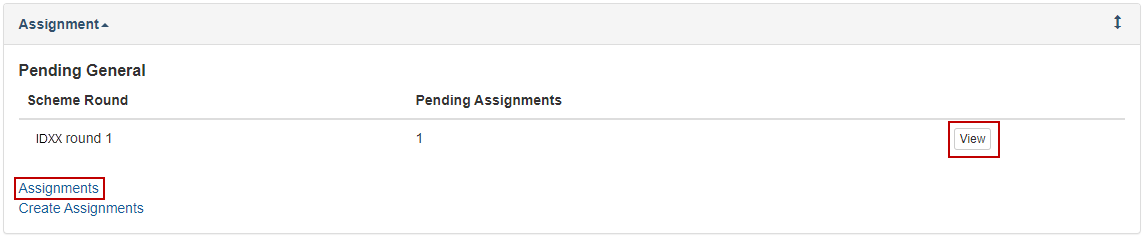 Assignment
Pending General
Scheme Round Pending Assignments
IDXX round 1 1 View
Assignments
Create Assignments